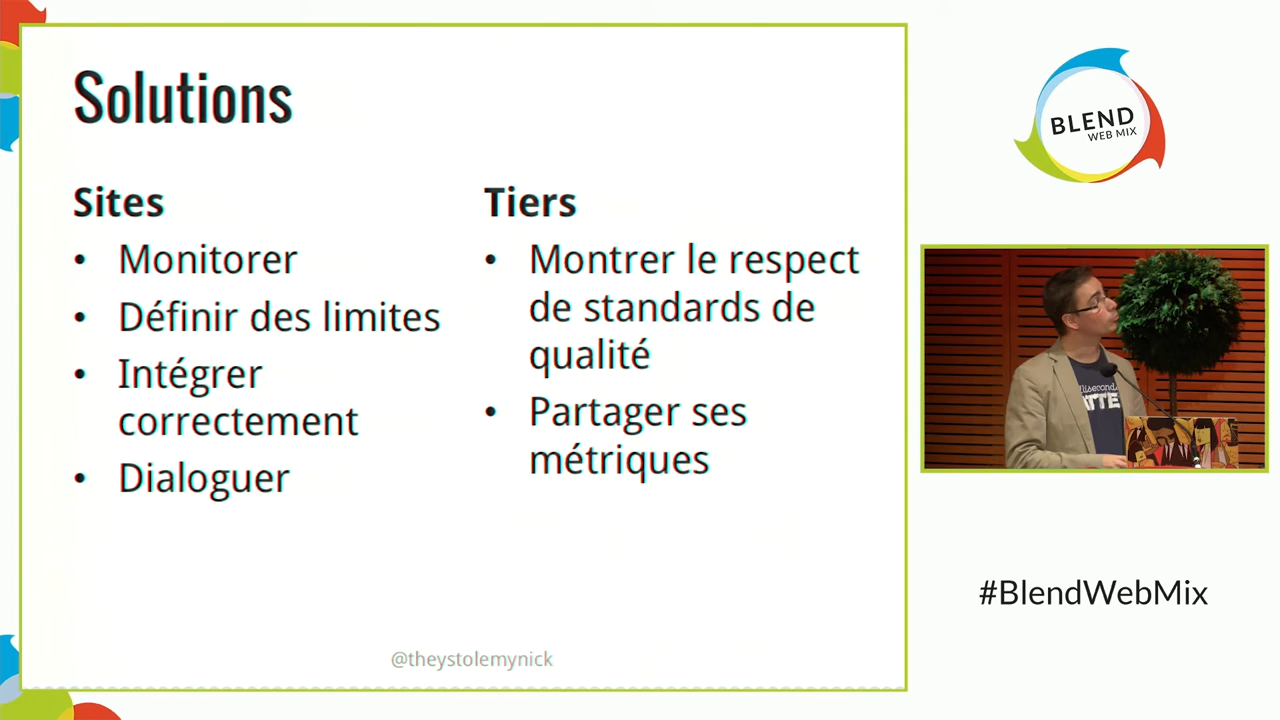 Solutions
Sites
• Monitorer
• Définir des limites
• Intégrer
correctement
• Dialoguer
Tiers
• Montrer le respect
de standards de
qualité
• Partager ses
métriques
@theystolemynick
BLEND
WEB MIX
#BlendWebMix